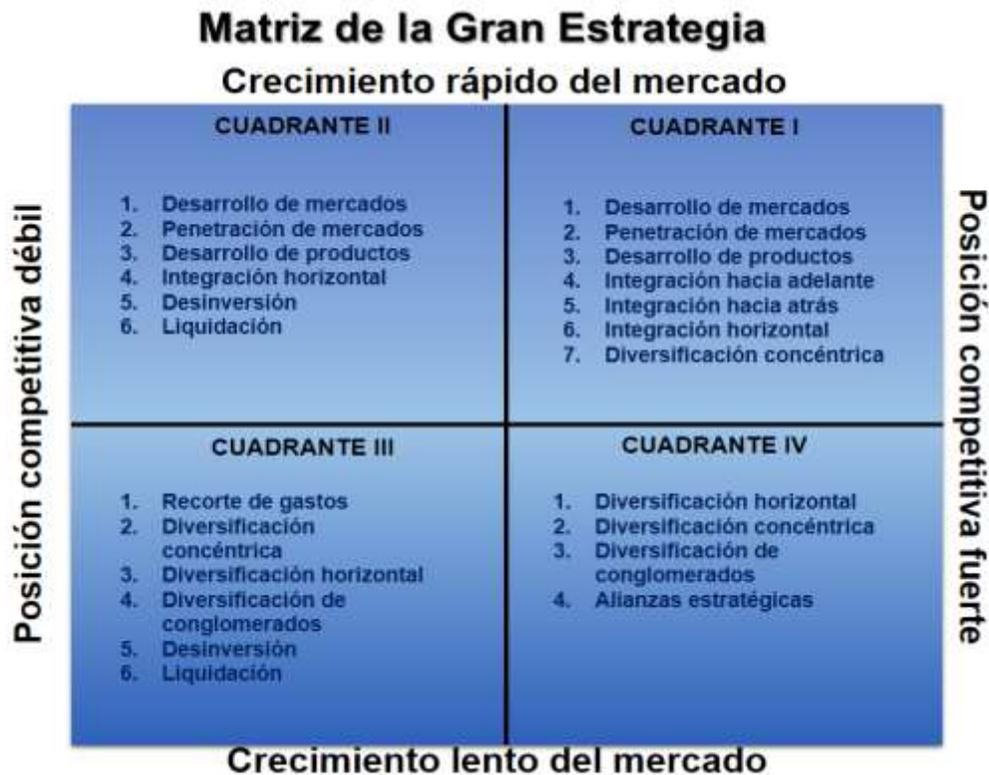 Matriz de la Gran Estrategia
Crecimiento rápido del mercado
Posición competitiva débil
CUADRANTE II
1. Desarrollo de mercados
2. Penetración de mercados
3. Desarrollo de productos
4. Integración horizontal
5. Desinversión
6. Liquidación
CUADRANTE I
1. Desarrollo de mercados
2. Penetración de mercados
3. Desarrollo de productos
4. Integración hacia adelante
5. Integración hacia atrás
6. Integración horizontal
7. Diversificación concéntrica
Posición competitiva fuerte
CUADRANTE III
1. Recorte de gastos
2. Diversificación
concéntrica
3. Diversificación horizontal
4. Diversificación de
conglomerados
5. Desinversión
6. Liquidación
CUADRANTE IV
1. Diversificación horizontal
2. Diversificación concéntrica
3. Diversificación de
conglomerados
4. Alianzas estratégicas
Crecimiento lento del mercado